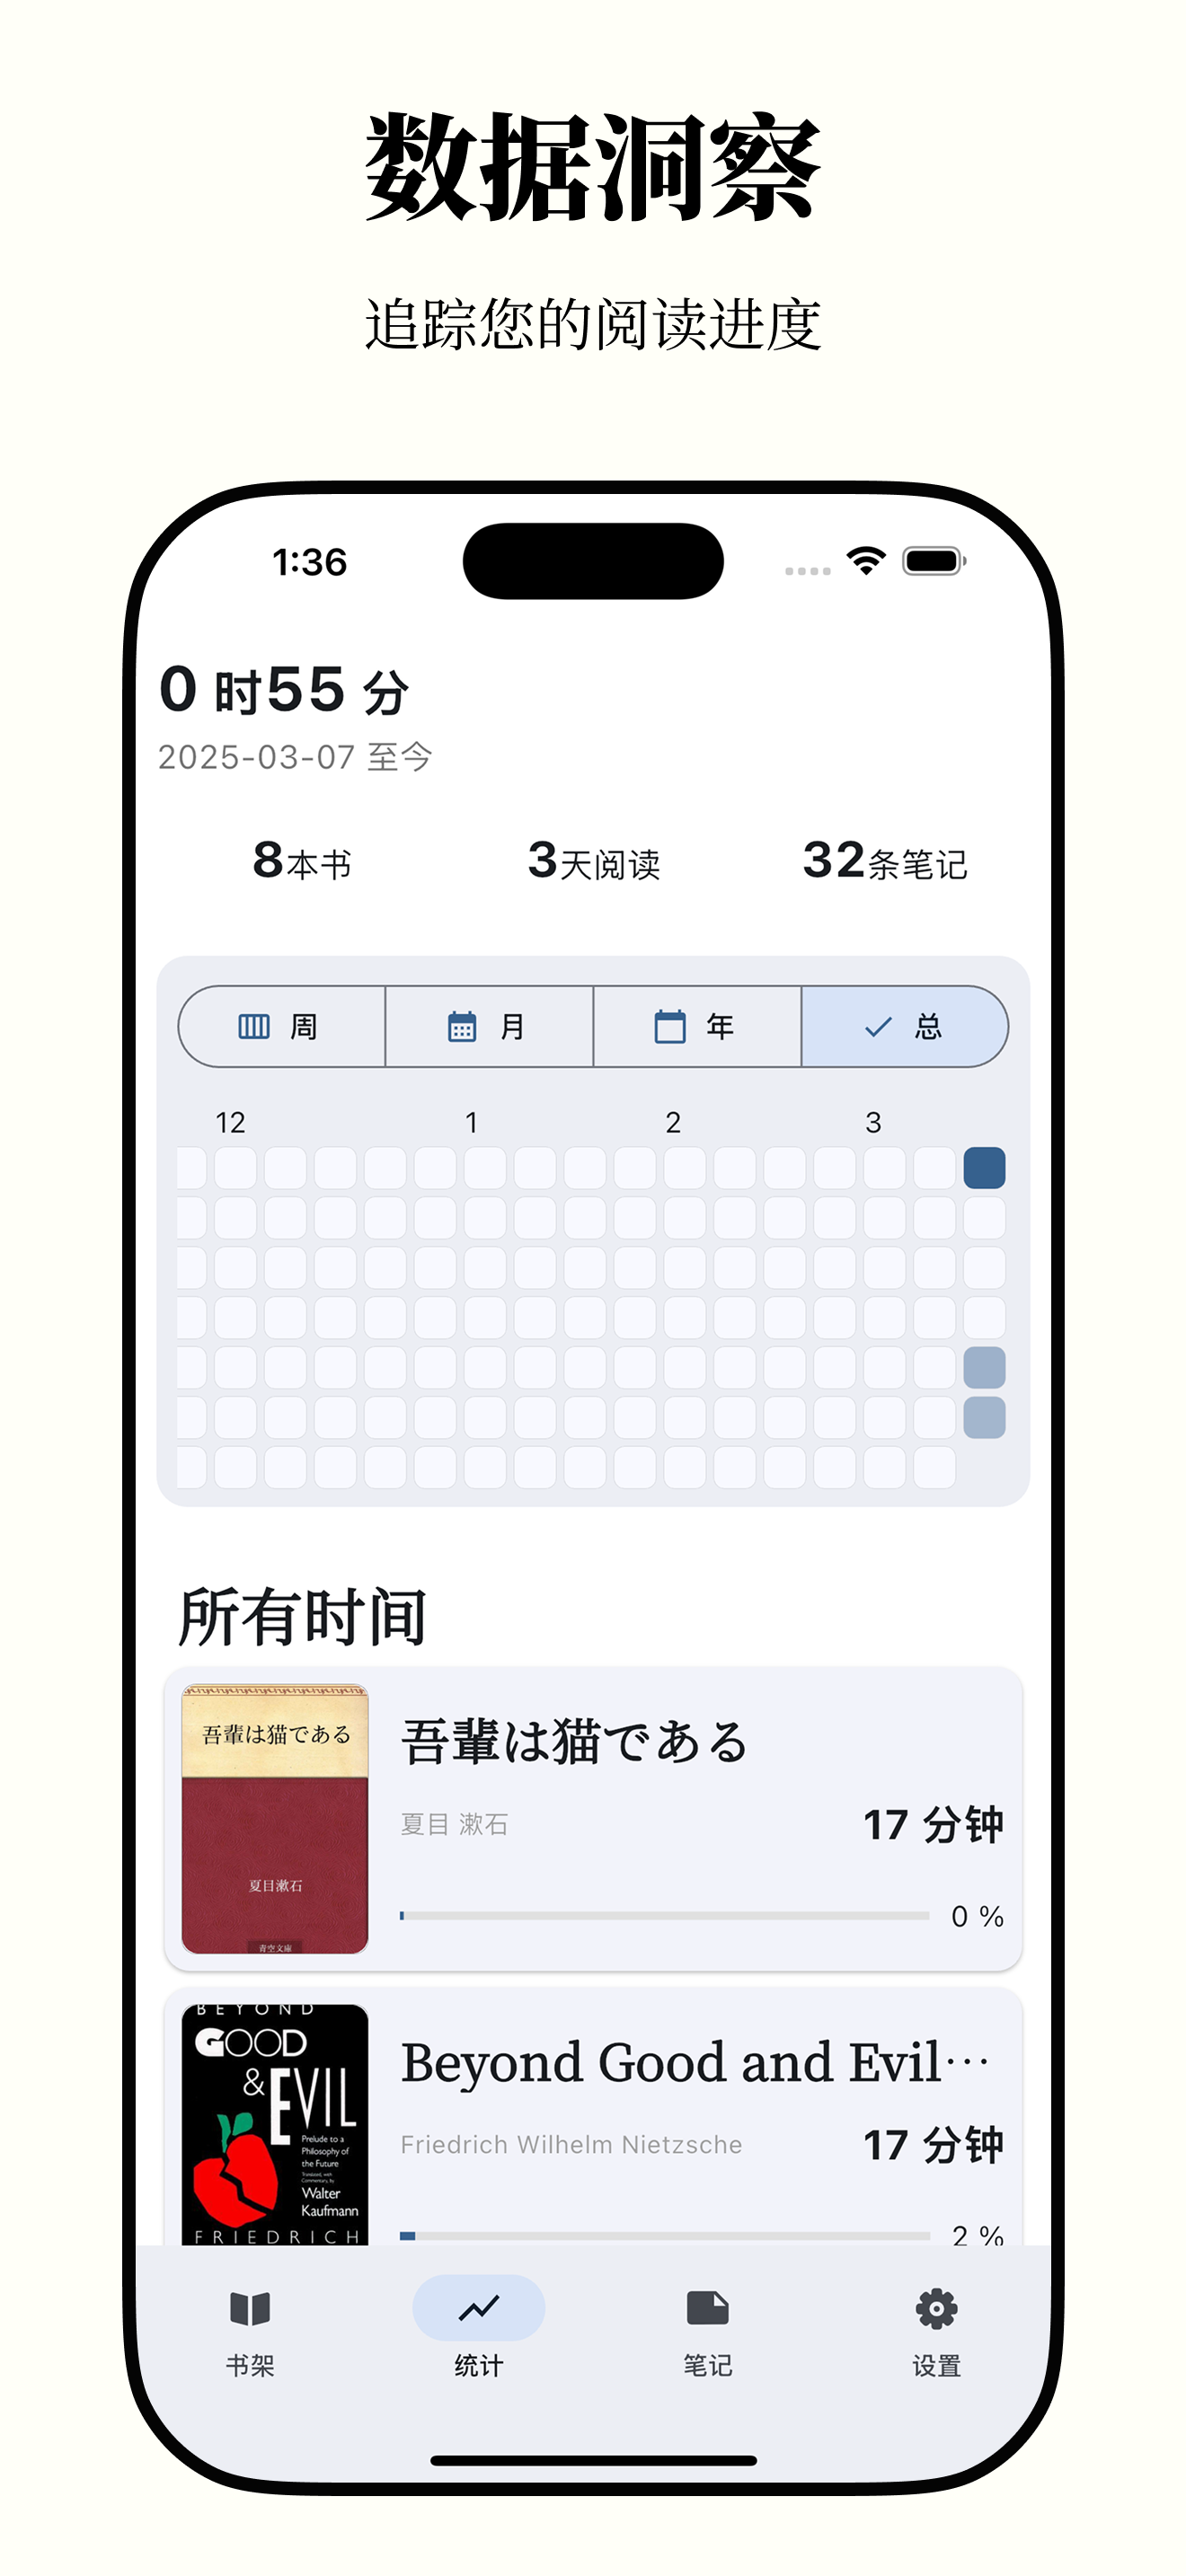 数据洞察
追踪您的阅读进度
1:36
0 时55 分
2025-03-07 至今
8本书 3天阅读 32条笔记
周 月 年 总
12 1 2 3
所有时间
吾輩は猫である
夏目漱石
青空文庫
吾輩は猫である
夏目 漱石
17 分钟
0 %
BEYOND
GOOD
& EVIL
Prelude to a
Philosophy of
the Future
Translated, with
Commentary, by
Walter
Kaufmann
FRIEDRICH
Beyond Good and Evil···
Friedrich Wilhelm Nietzsche
17 分钟
2 %
书架 统计 笔记 设置